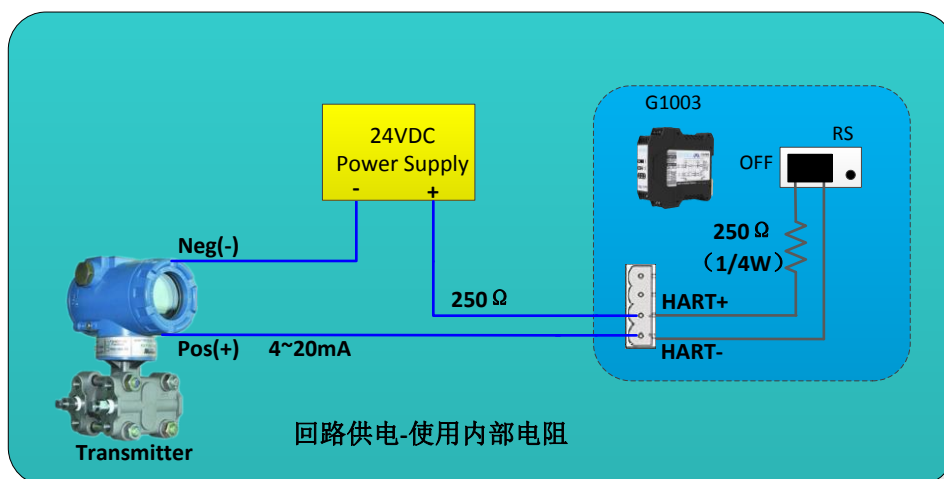 G1003
RS
OFF
24VDC
Power Supply
- +
Neg(-)
250Ω
（1/4W）
250Ω
HART+
Pos(+) 4~20mA
HART-
回路供电-使用内部电阻
Transmitter